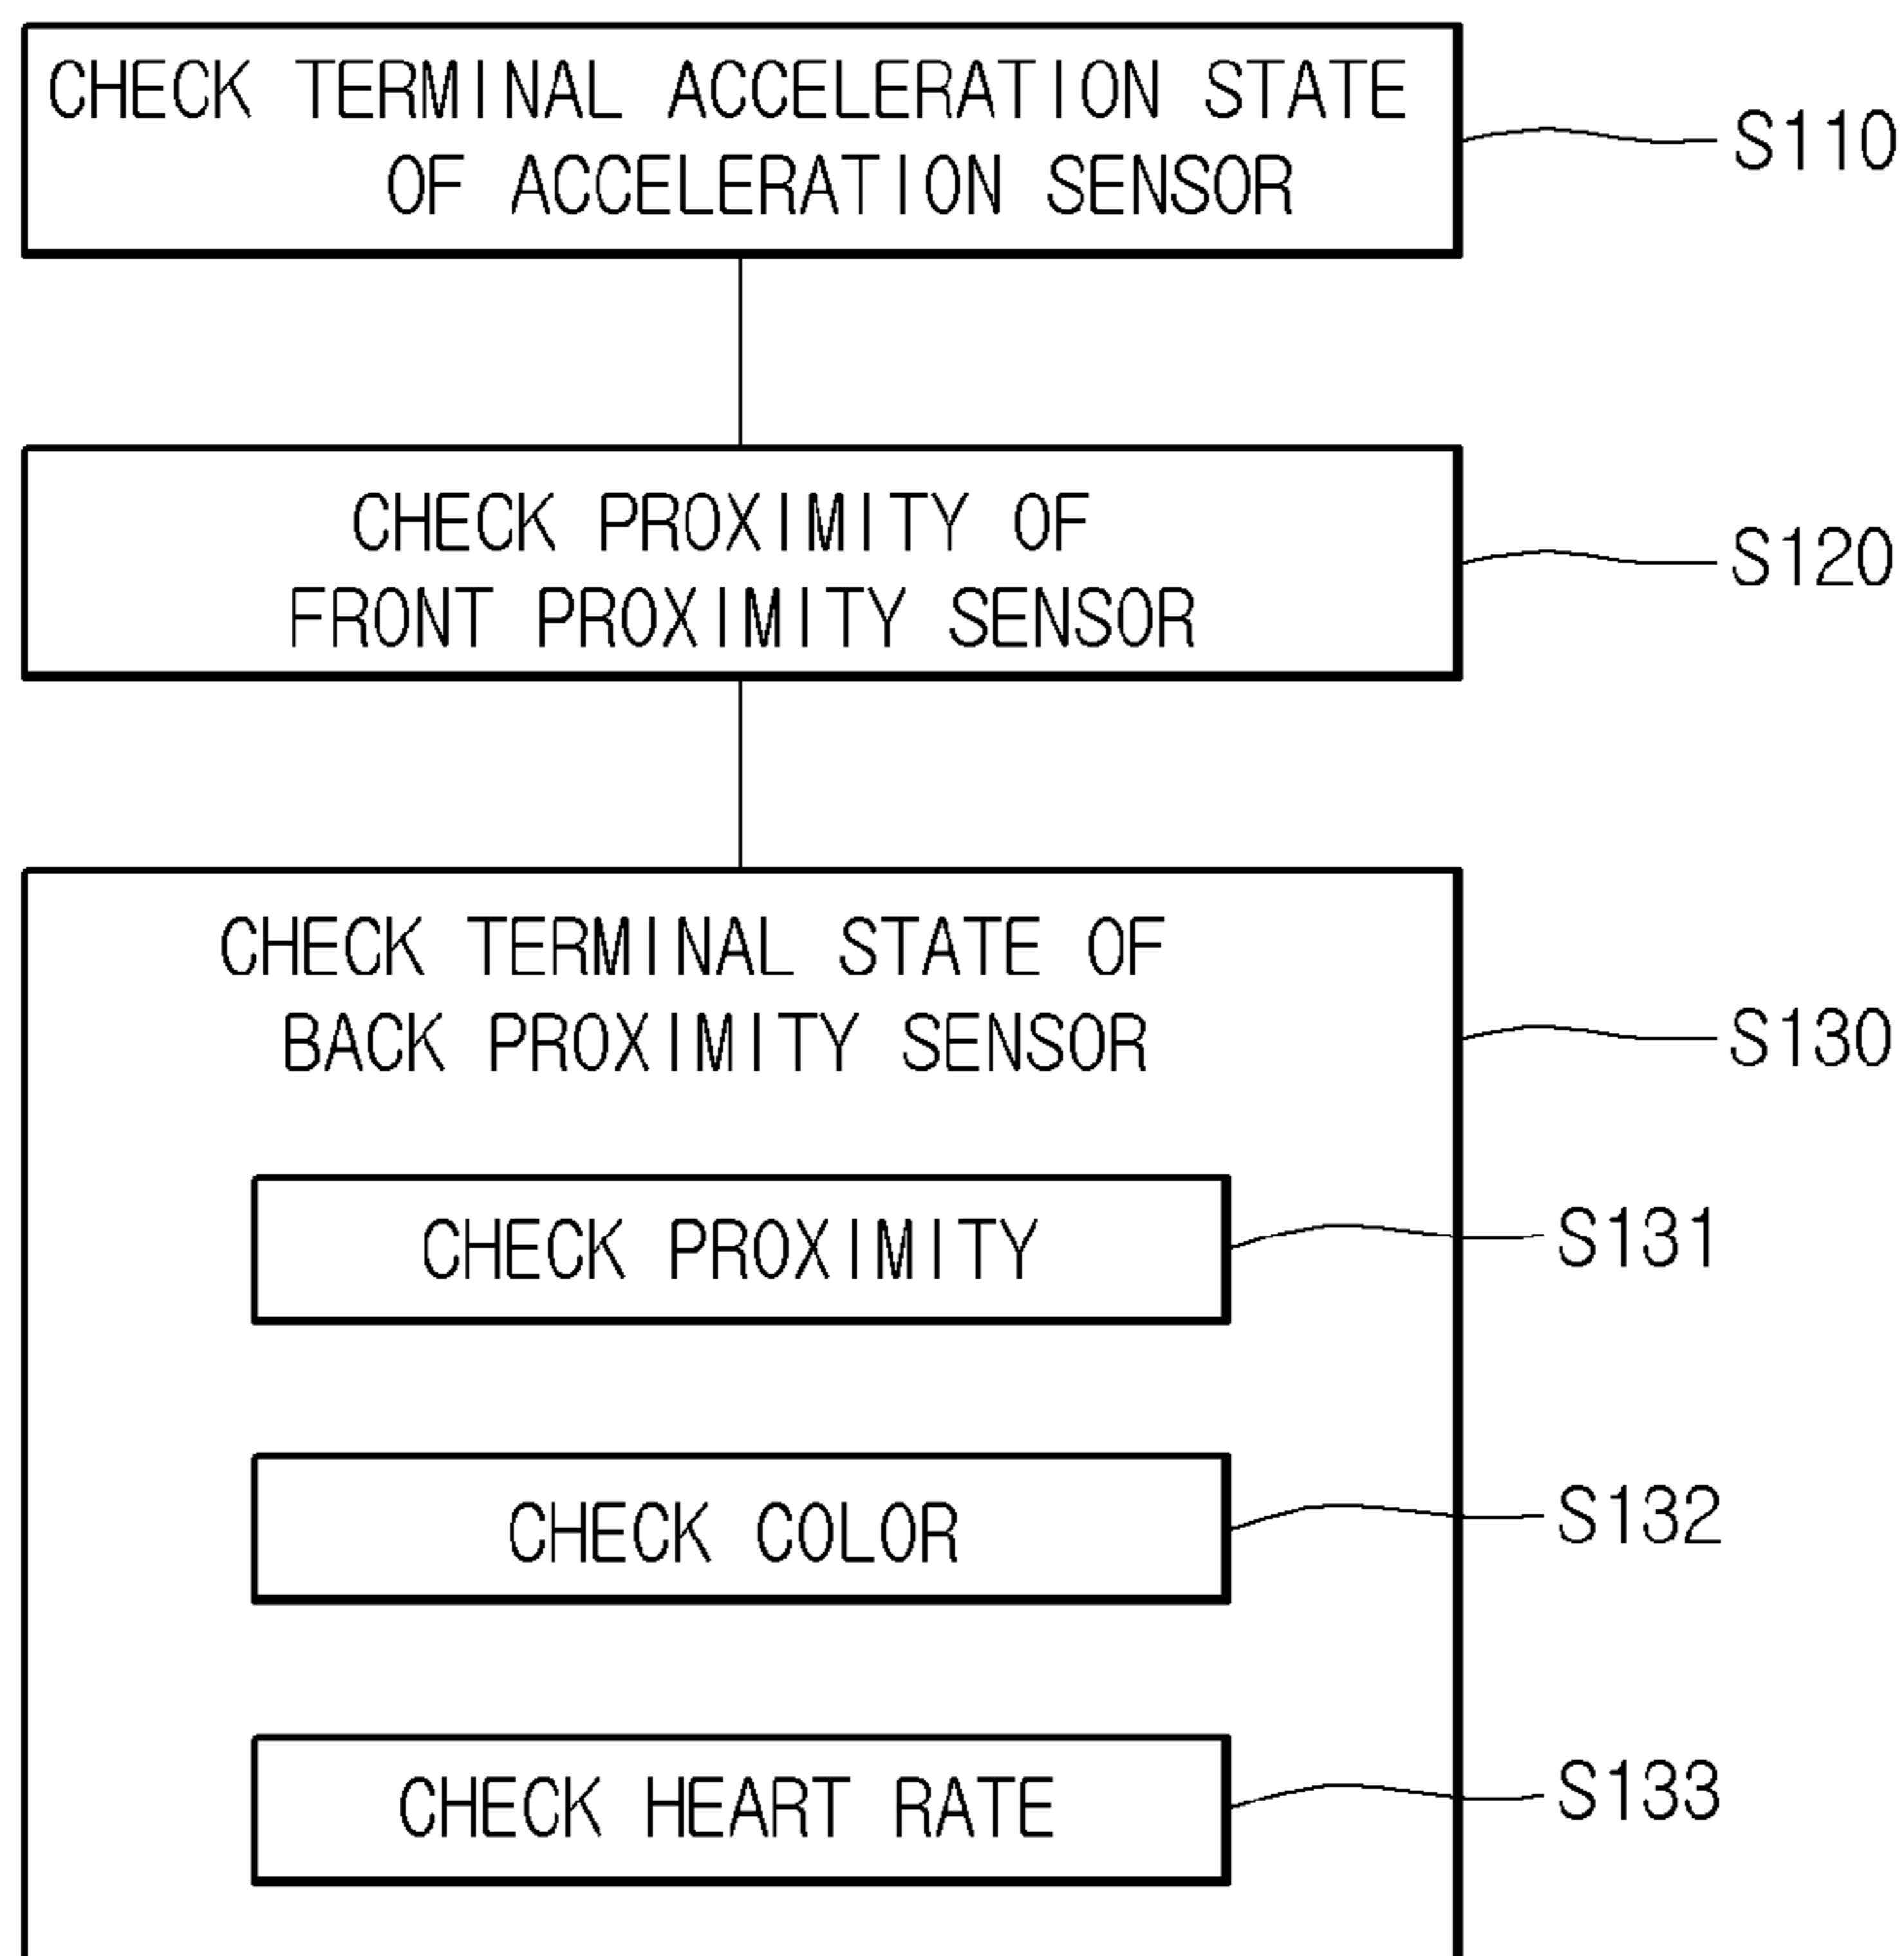 CHECK TERMINAL ACCELERATION STATE
OF ACCELERATION SENSOR
S110
CHECK PROXIMITY OF
FRONT PROXIMITY SENSOR
S120
CHECK TERMINAL STATE OF
BACK PROXIMITY SENSOR
S130
CHECK PROXIMITY
S131
CHECK COLOR
S132
CHECK HEART RATE
S133